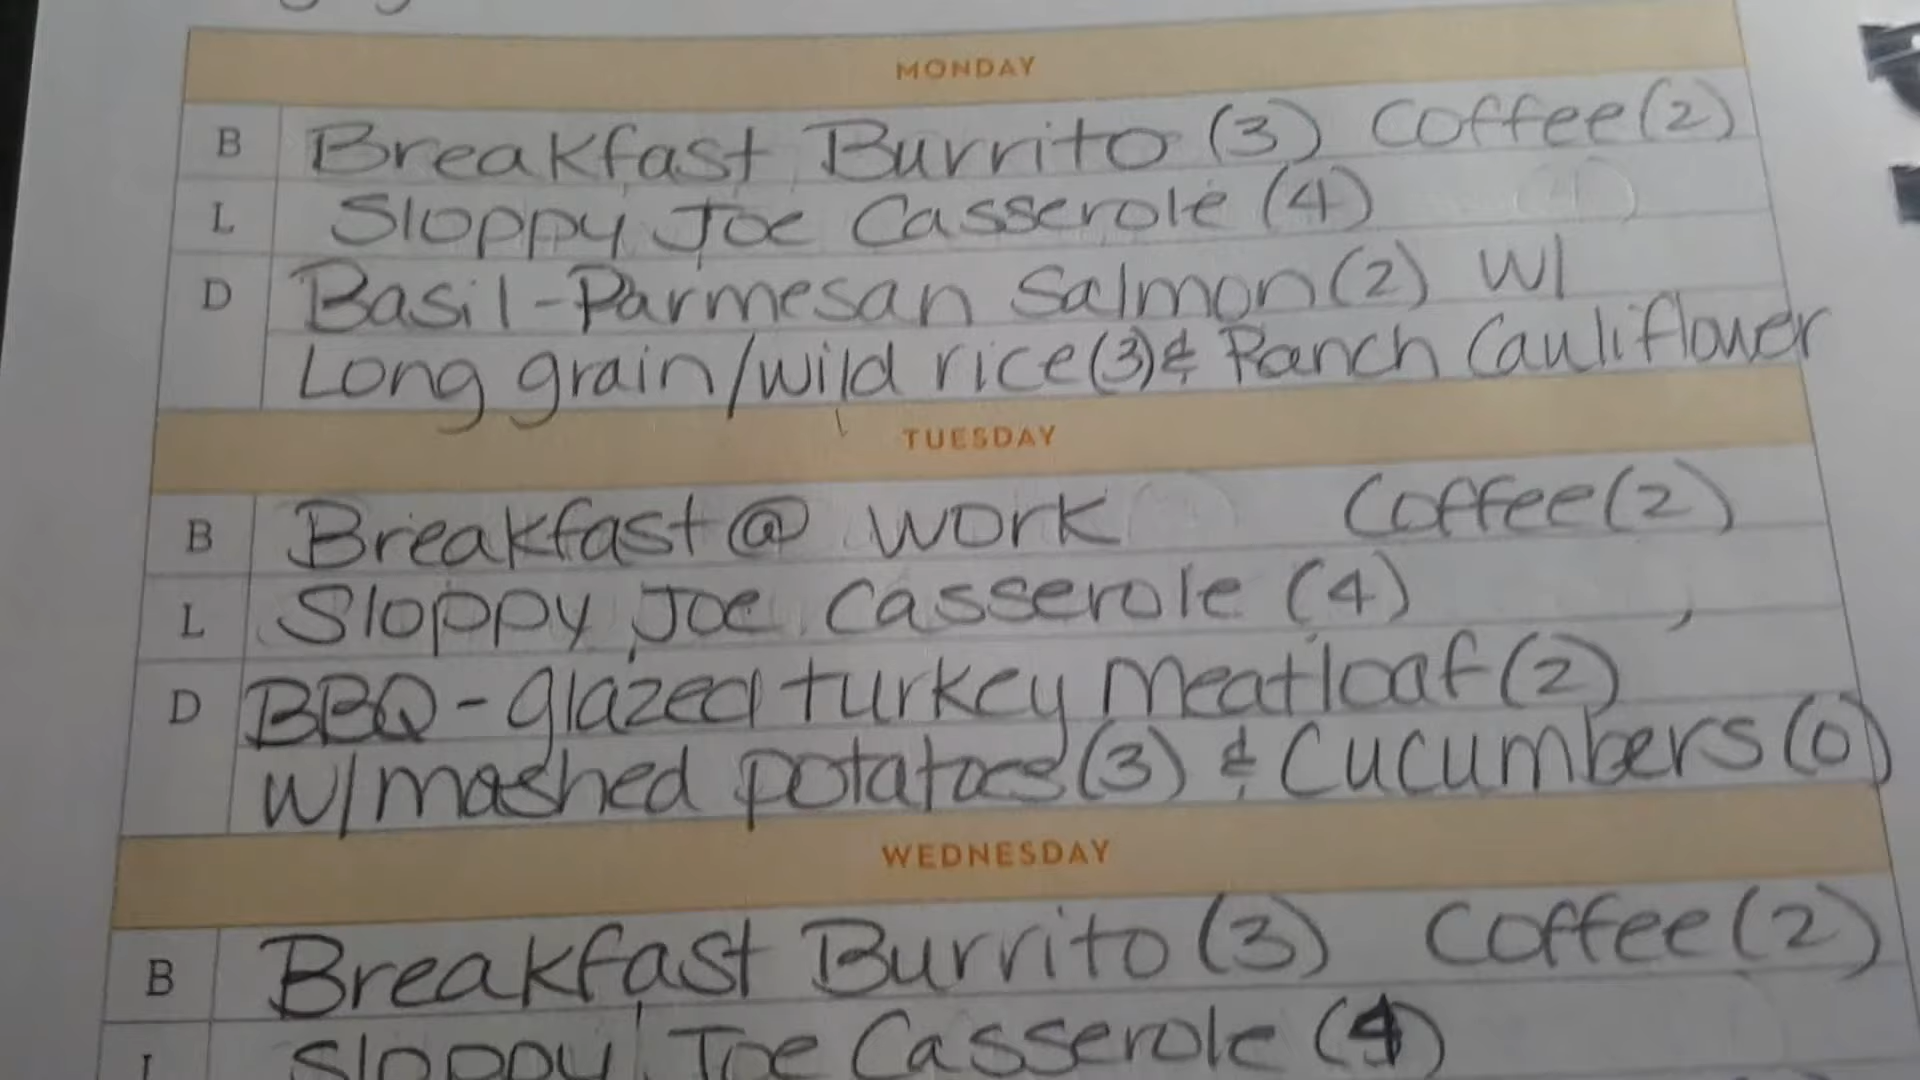 MONDAY
B Breakfast Burrito (3) Coffee (2)
L Sloppy Joe Casserole (4)
D Basil-Parmesan Salmon (2) W/
Long grain/wild rice (3) & Ranch Cauliflower
TUESDAY
B Breakfast @ work Coffee (2)
L Sloppy Joe Casserole (4)
D BBQ-glazed turkey meatloaf (2)
W/mashed potatoes (3) & Cucumbers (0)
WEDNESDAY
B Breakfast Burrito (3) Coffee (2)
L Sloppy Joe Casserole (4)